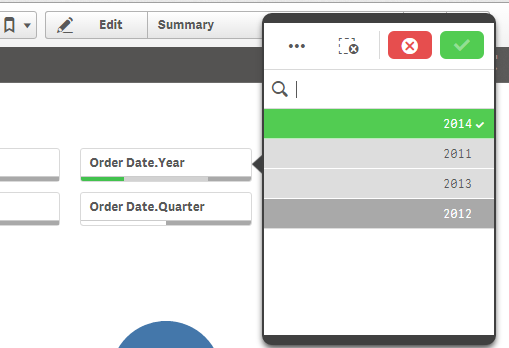 Edit
Summary
Order Date.Year
Order Date.Quarter
2014
2011
2013
2012